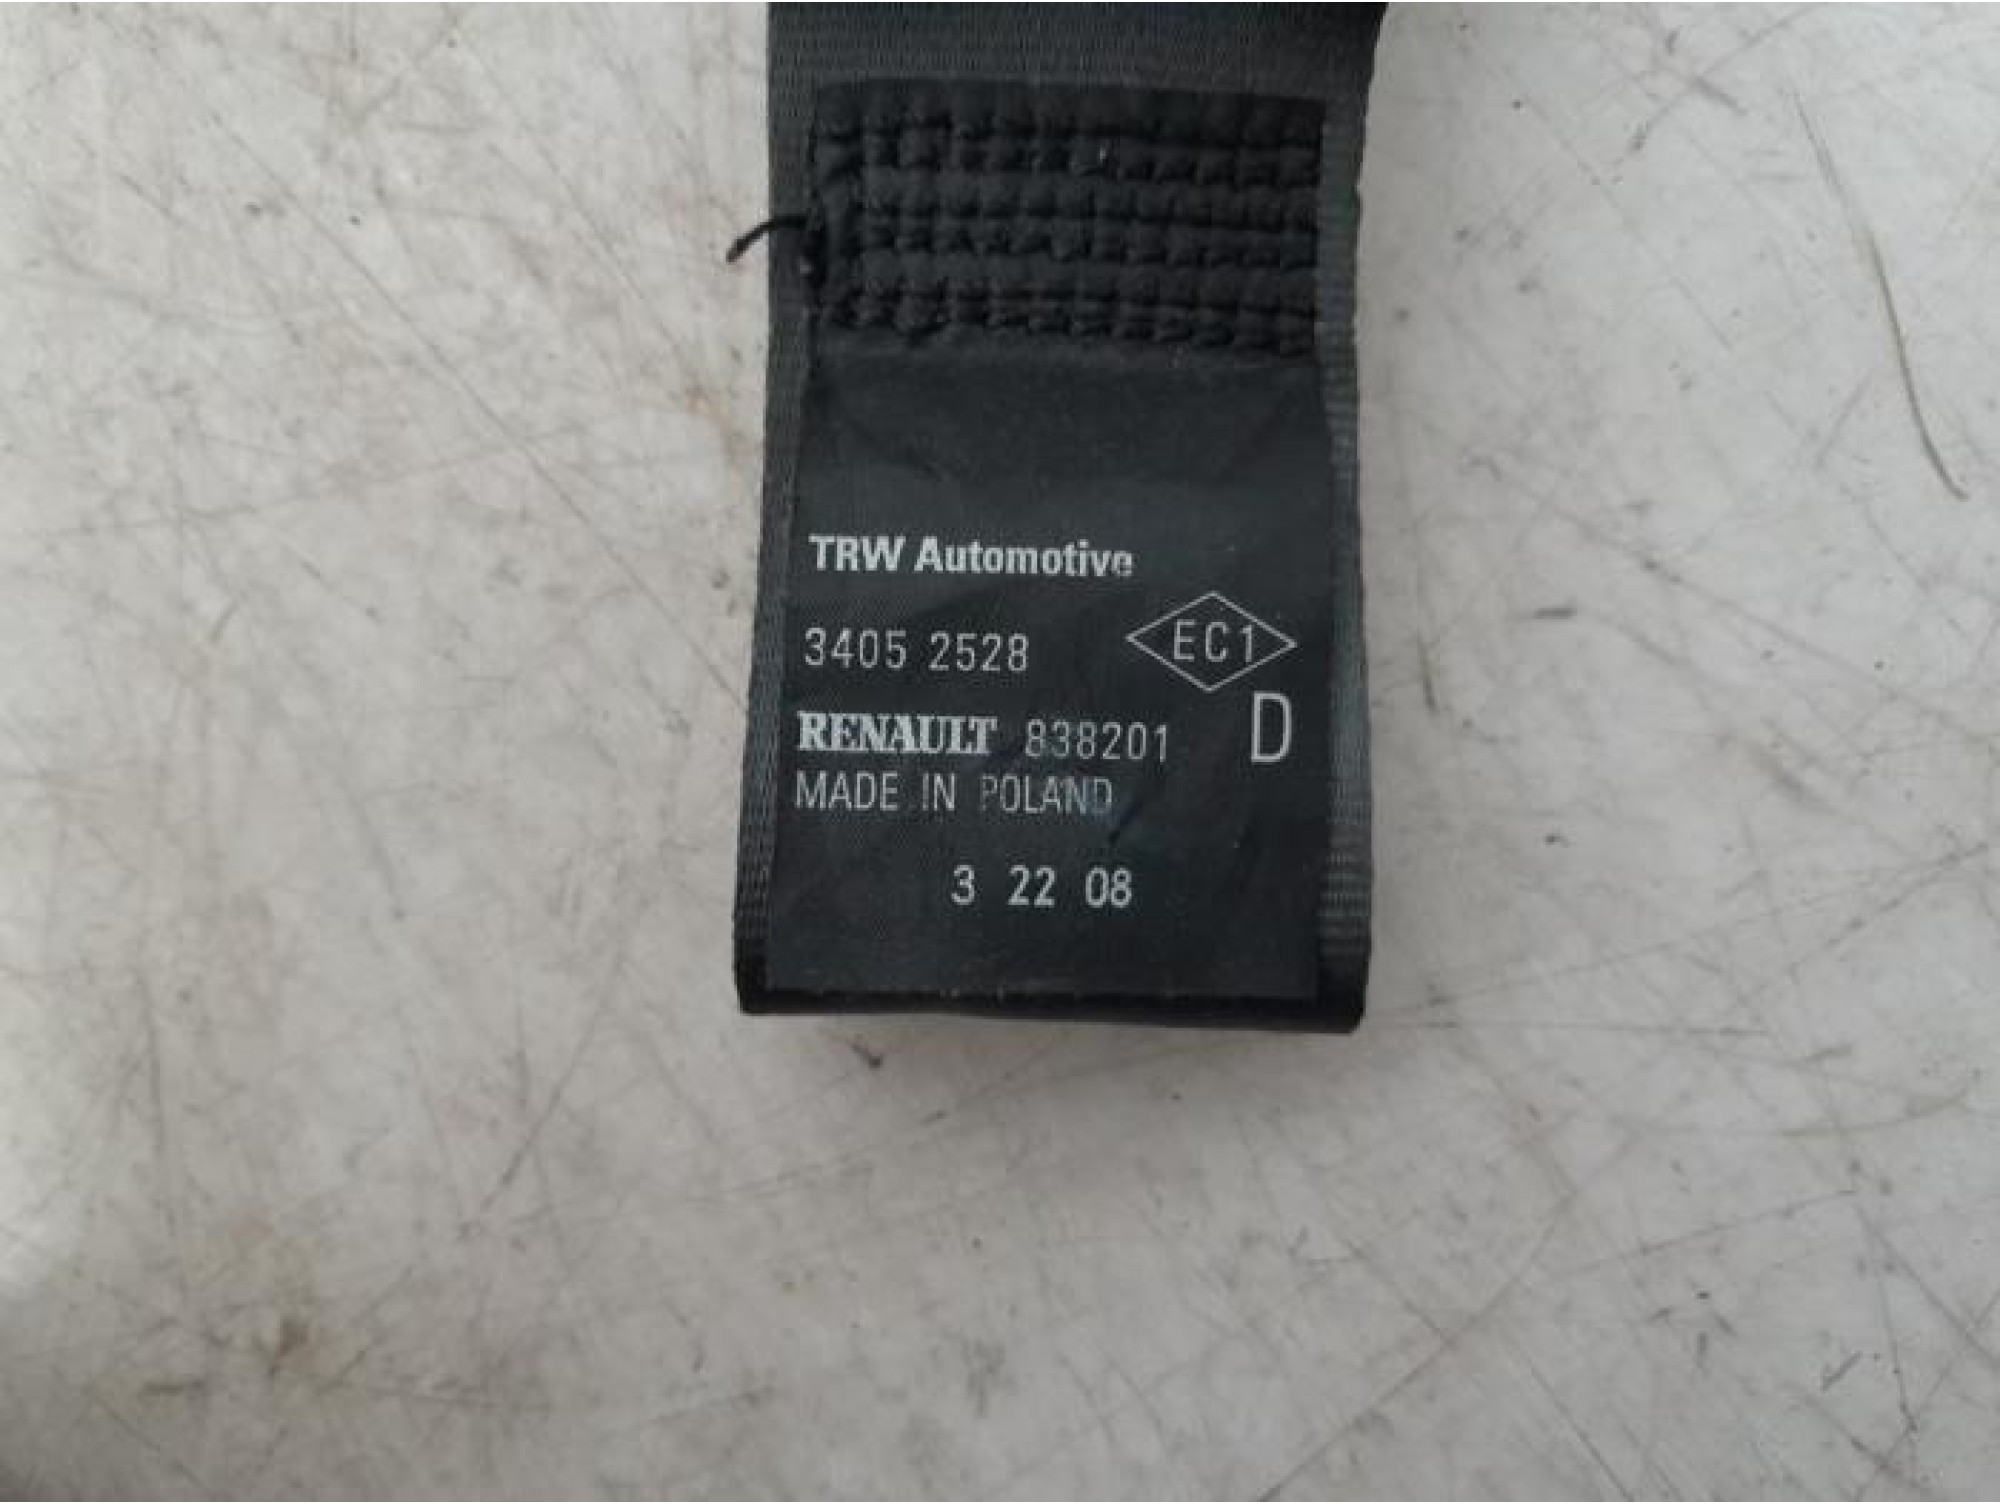 TRW Automotive
3405 2528
EC1
RENAULT 838201
D
MADE IN POLAND
3 22 08